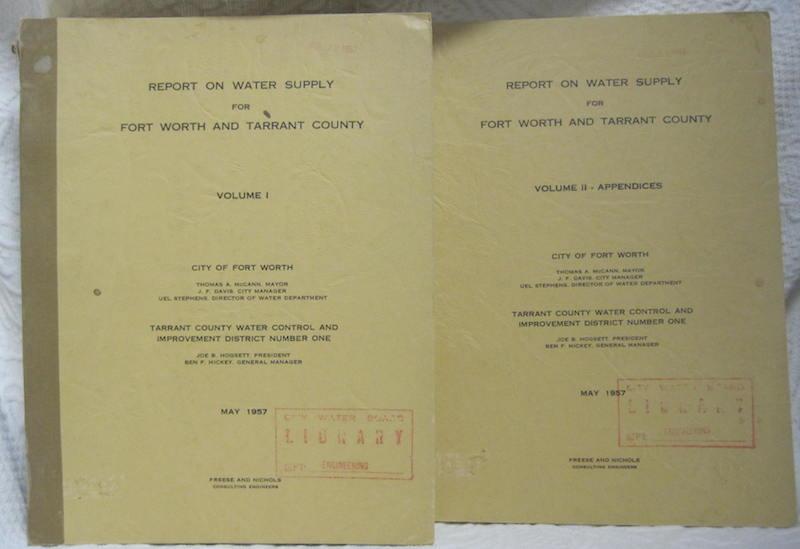 REPORT ON WATER SUPPLY
FOR
FORT WORTH AND TARRANT COUNTY
VOLUME I
CITY OF FORT WORTH
THOMAS A. McCANN, MAYOR
J. F. DAVIS, CITY MANAGER
UEL STEPHENS, DIRECTOR OF WATER DEPARTMENT
TARRANT COUNTY WATER CONTROL AND
IMPROVEMENT DISTRICT NUMBER ONE
JOE B. HOGSETT, PRESIDENT
BEN F. HICKEY, GENERAL MANAGER
MAY 1957
CITY WATER BOARD
LIBRARY
DEPT. ENGINEERING
FREESE AND NICHOLS
CONSULTING ENGINEERS
REPORT ON WATER SUPPLY
FOR
FORT WORTH AND TARRANT COUNTY
VOLUME II - APPENDICES
CITY OF FORT WORTH
THOMAS A. McCANN, MAYOR
J. F. DAVIS, CITY MANAGER
UEL STEPHENS, DIRECTOR OF WATER DEPARTMENT
TARRANT COUNTY WATER CONTROL AND
IMPROVEMENT DISTRICT NUMBER ONE
JOE B. HOGSETT, PRESIDENT
BEN F. HICKEY, GENERAL MANAGER
MAY 1957
CITY WATER BOARD
LIBRARY
DEPT. ENGINEERING
FREESE AND NICHOLS
CONSULTING ENGINEERS